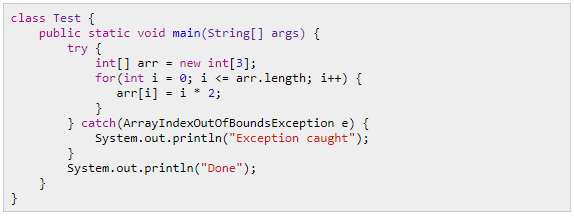 class Test {
    public static void main(String[] args) {
        try {
            int[] arr = new int[3];
            for(int i = 0; i <= arr.length; i++) {
               arr[i] = i * 2;
            }
        } catch(ArrayIndexOutOfBoundsException e) {
            System.out.println("Exception caught");
        }
        System.out.println("Done");
    }
}